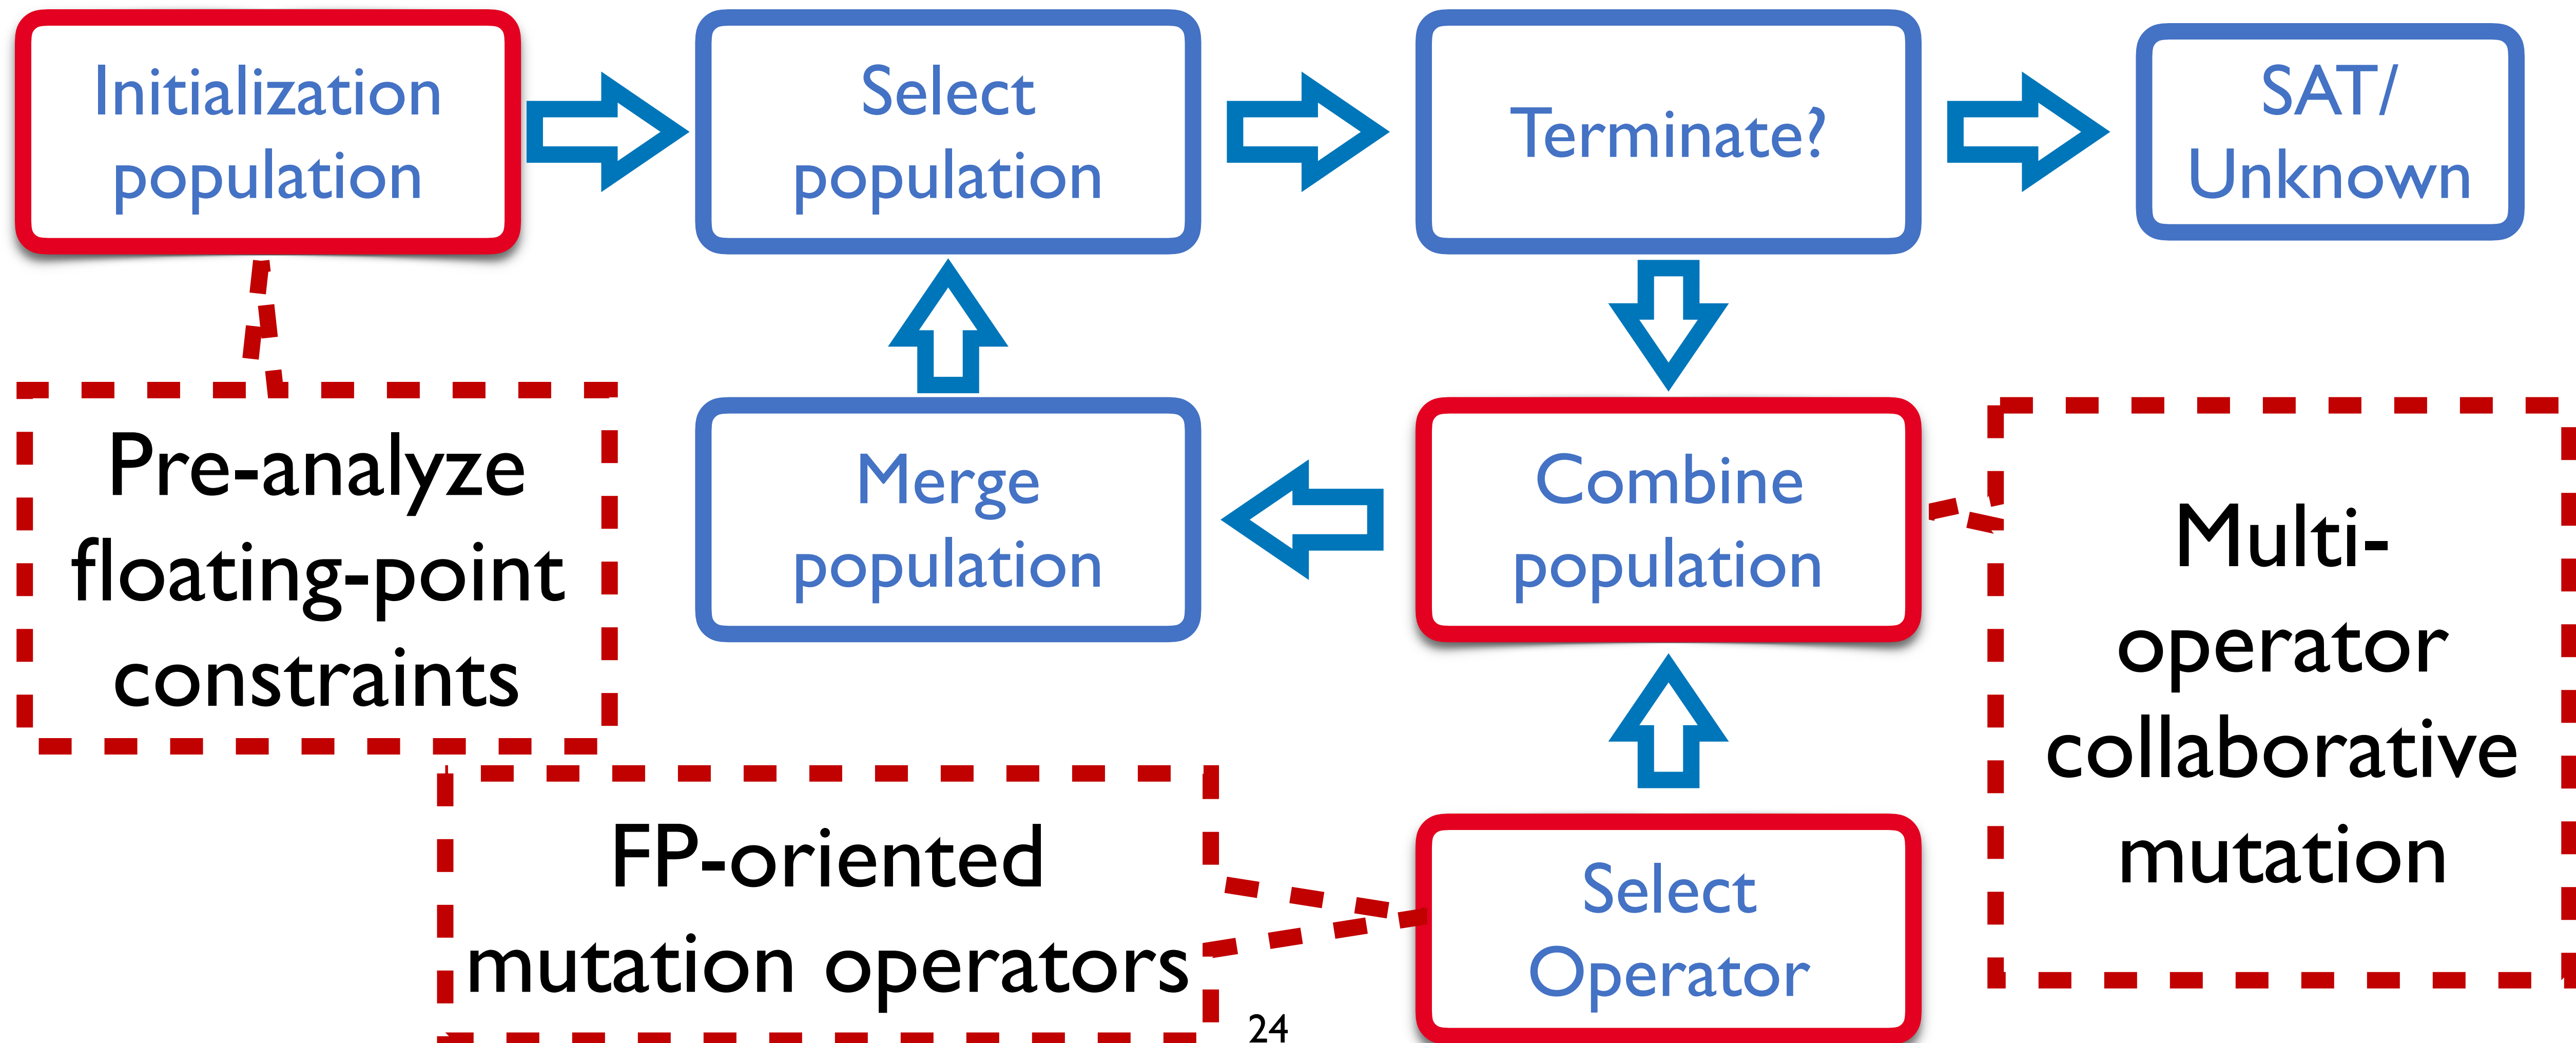 Initialization
population
Select
population
Terminate?
SAT/
Unknown
Pre-analyze
floating-point
constraints
Merge
population
Combine
population
Multi-
operator
collaborative
mutation
FP-oriented
mutation operators
Select
Operator
24